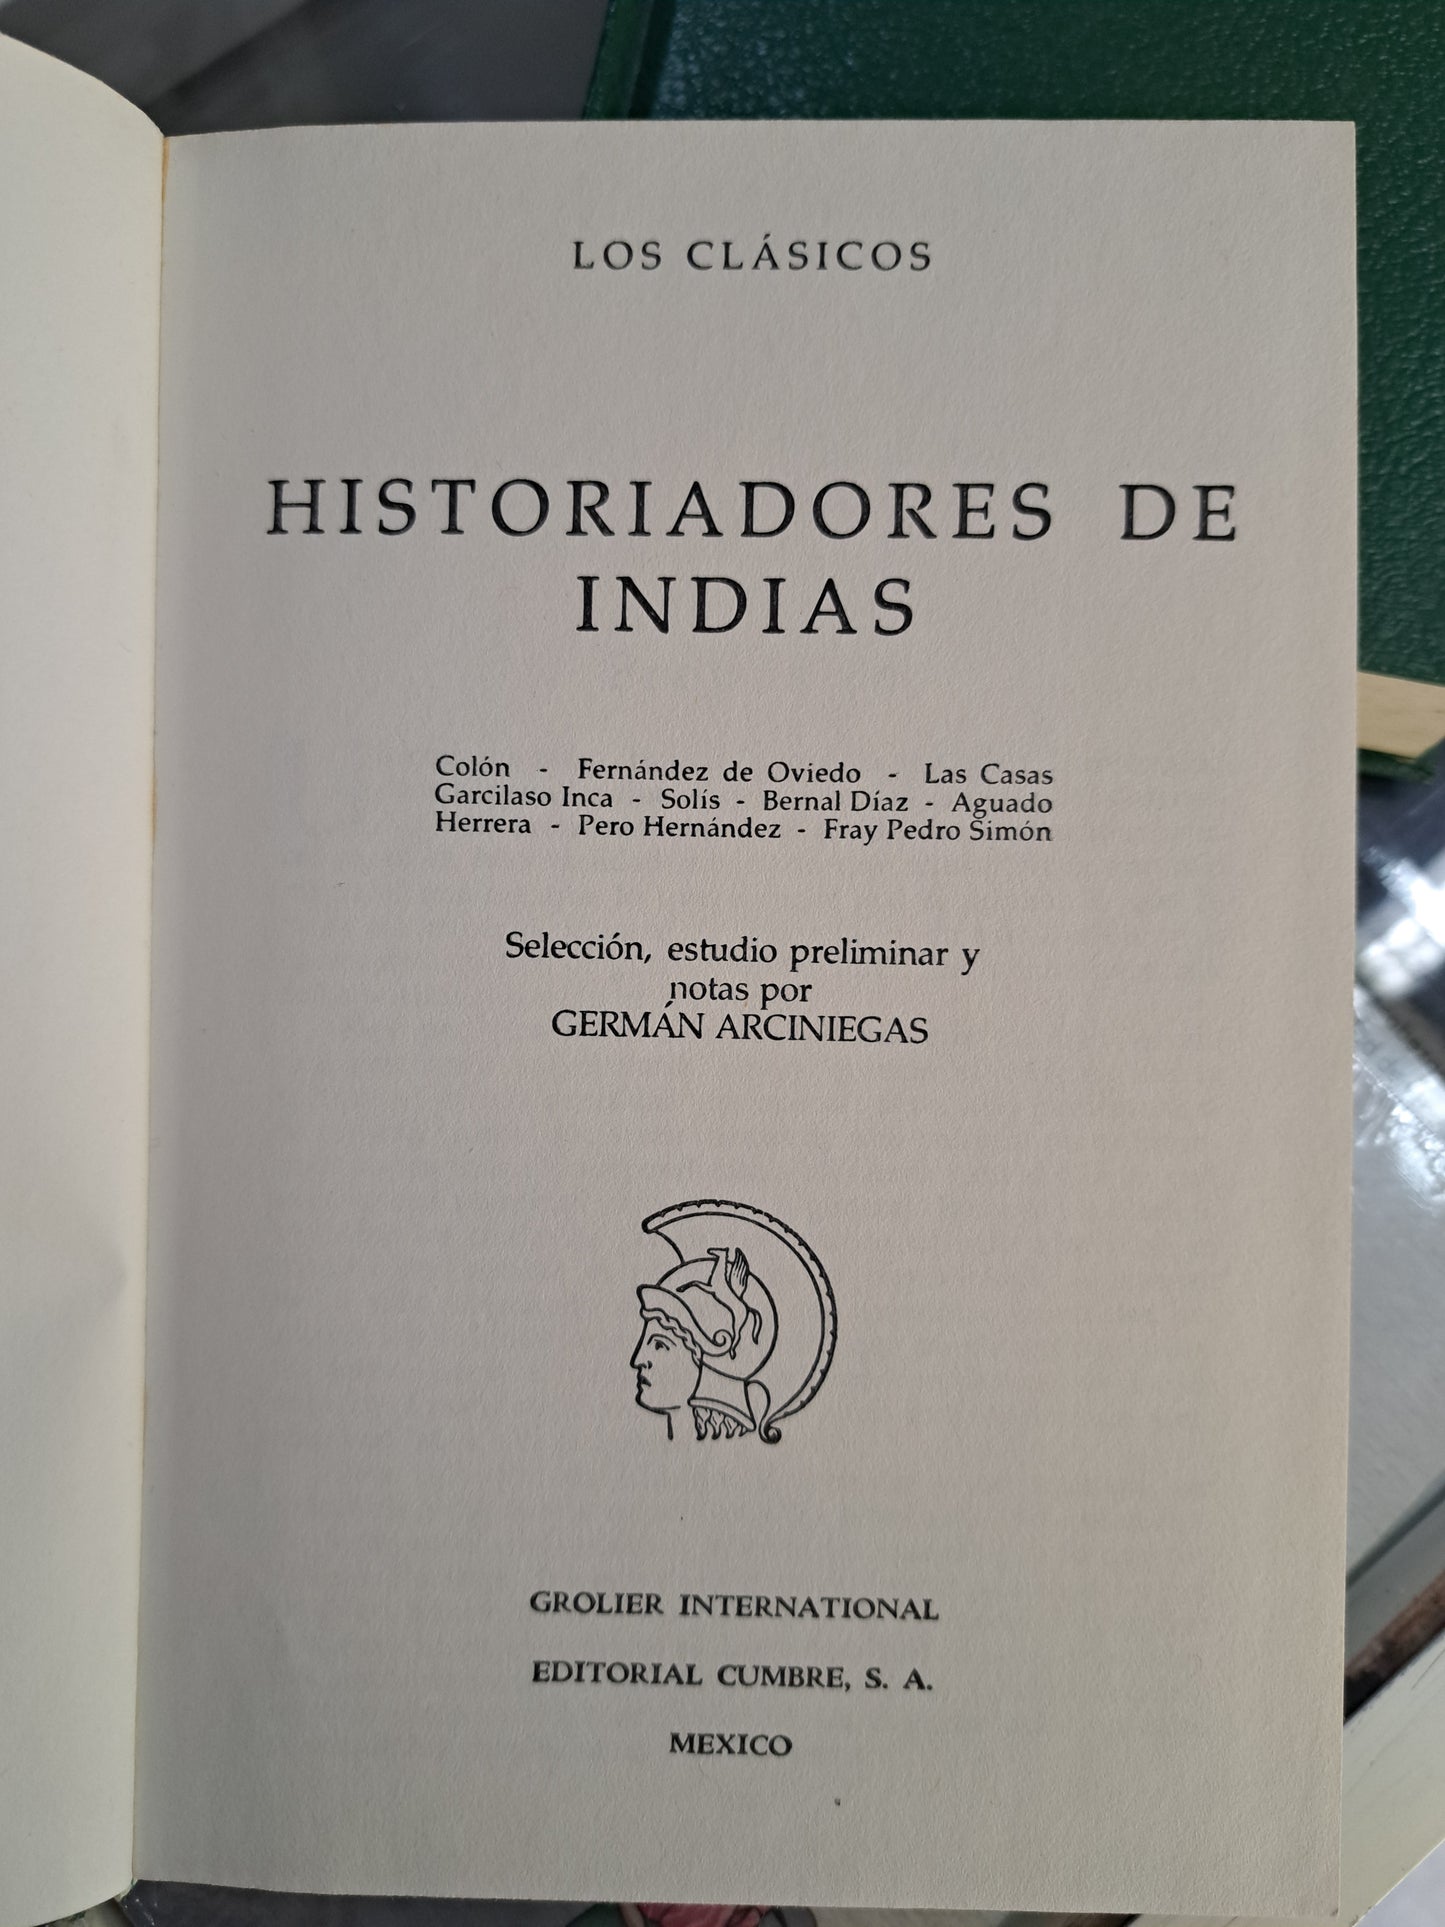 LOS CLÁSICOS
HISTORIADORES DE
INDIAS
Colón - Fernández de Oviedo - Las Casas
Garcilaso Inca - Solís - Bernal Díaz - Aguado
Herrera - Pero Hernández - Fray Pedro Simón
Selección, estudio preliminar y
notas por
GERMÁN ARCINIEGAS
GROLIER INTERNATIONAL
EDITORIAL CUMBRE, S. A.
MEXICO